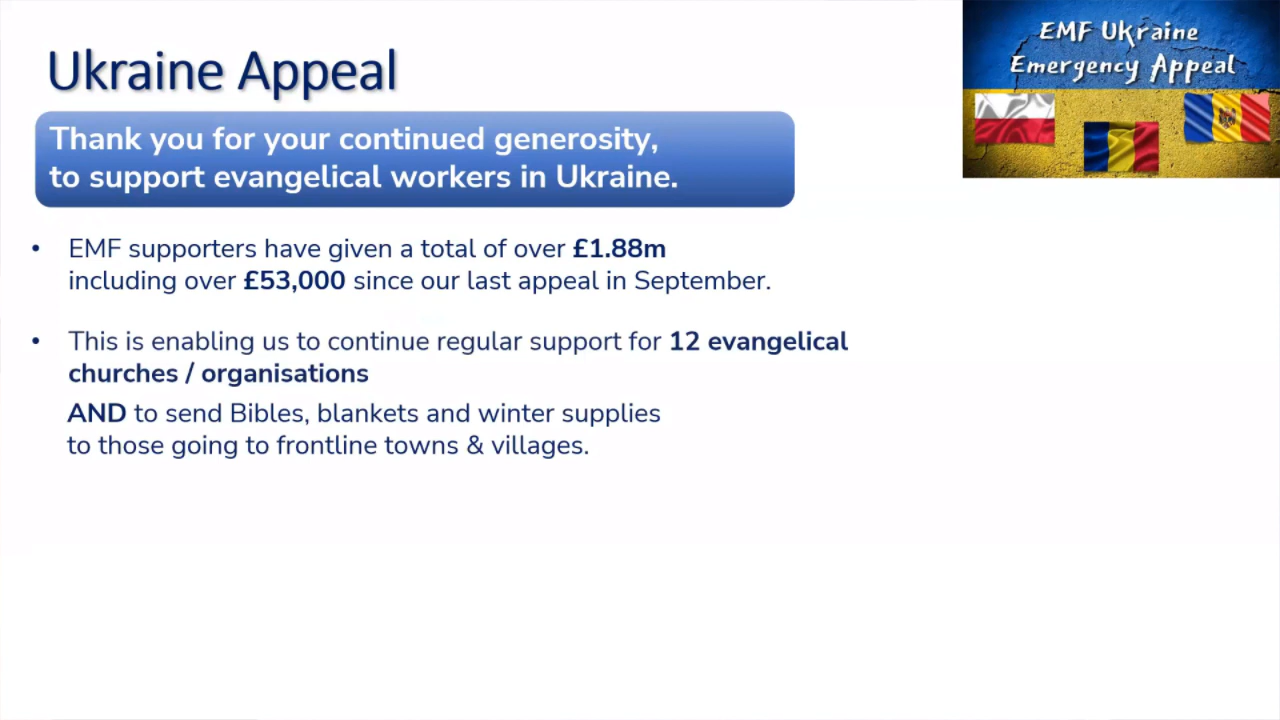 Ukraine Appeal
EMF Ukraine
Emergency Appeal
Thank you for your continued generosity,
to support evangelical workers in Ukraine.
• EMF supporters have given a total of over £1.88m
including over £53,000 since our last appeal in September.
• This is enabling us to continue regular support for 12 evangelical
churches / organisations
AND to send Bibles, blankets and winter supplies
to those going to frontline towns & villages.